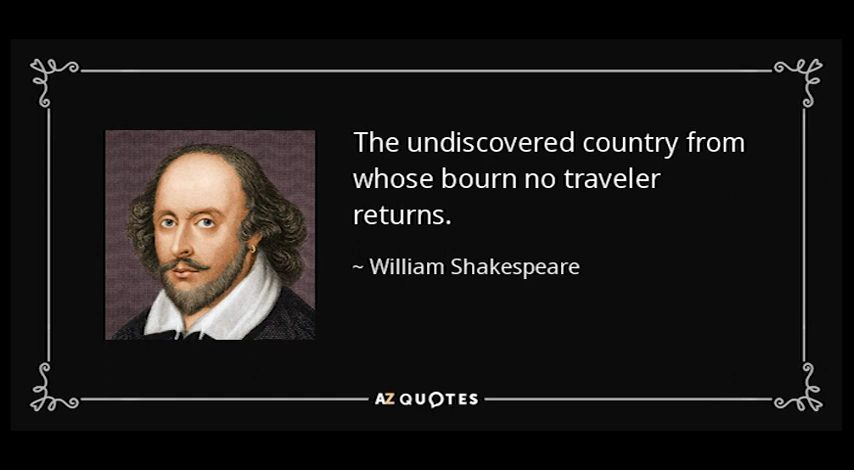 The undiscovered country from
whose bourn no traveler
returns.
~ William Shakespeare
AZ QUOTES